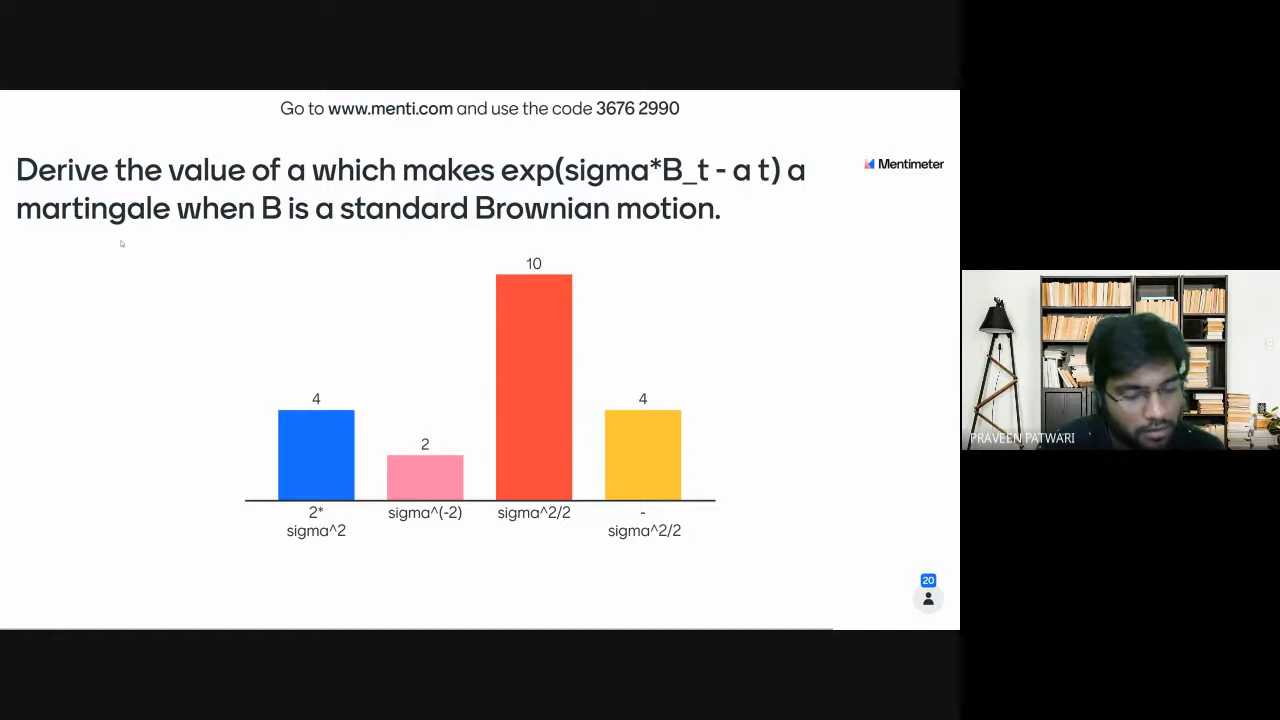 Go to www.menti.com and use the code 3676 2990
Derive the value of a which makes exp(sigma*B_t - a t) a
martingale when B is a standard Brownian motion.
Mentimeter
10
4
4
2
2*
sigma^2
sigma^(-2)
sigma^2/2
-
sigma^2/2
20
PRAVEEN PATWARI